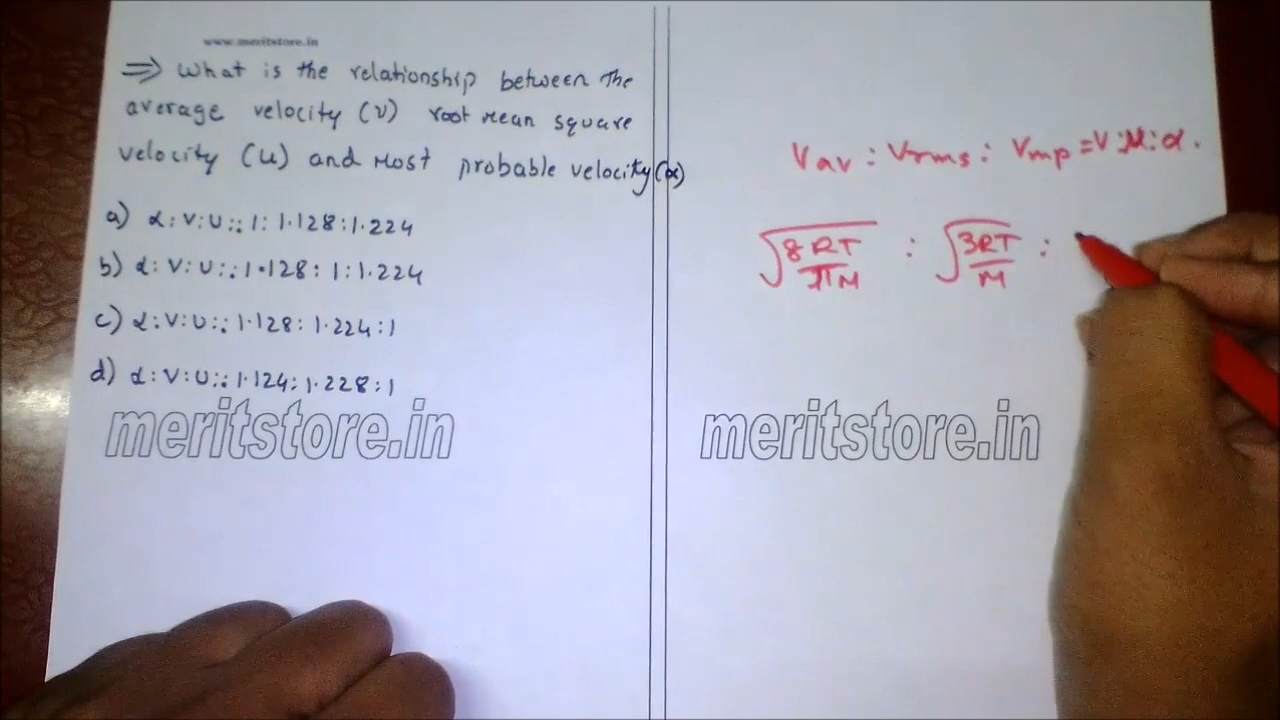 www.meritstore.in
⇒ What is the relationship between the
average velocity (v) root mean square
velocity (u) and most probable velocity (α)
a) α:V:U::1:1.128:1.224
b) α:V:U::1.128:1:1.224
c) α:V:U::1.128:1.224:1
d) α:V:U::1.124:1.228:1
meritstore.in
Vav : Vrms : Vmp = V:μ:α.
√(8RT/πM) : √(3RT/M) :
meritstore.in